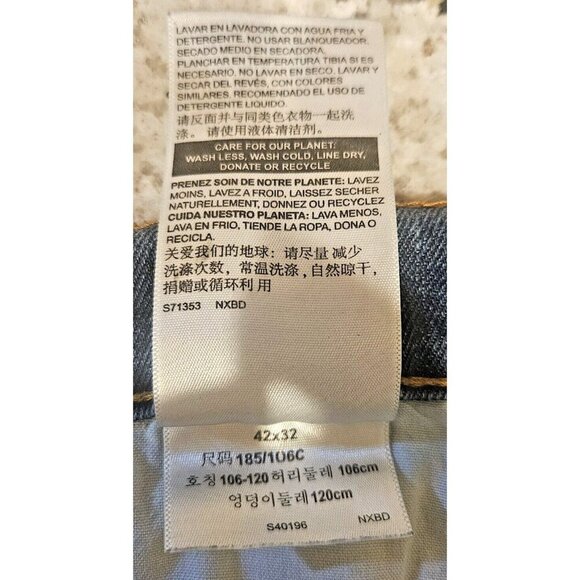 LAVAR EN LAVADORA CON AGUA FRIA Y
DETERGENTE. NO USAR BLANQUEADOR.
SECADO MEDIO EN SECADORA.
PLANCHAR EN TEMPERATURA TIBIA SI ES
NECESARIO. NO LAVAR EN SECO. LAVAR Y
SECAR DEL REVÉS, CON COLORES
SIMILARES. RECOMENDADO EL USO DE
DETERGENTE LIQUIDO.
请反面并与同类色衣物一起洗
涤。请使用液体清洁剂。
CARE FOR OUR PLANET:
WASH LESS, WASH COLD, LINE DRY,
DONATE OR RECYCLE
PRENEZ SOIN DE NOTRE PLANETE: LAVEZ
MOINS, LAVEZ A FROID, LAISSEZ SECHER
NATURELLEMENT, DONNEZ OU RECYCLEZ
CUIDA NUESTRO PLANETA: LAVA MENOS,
LAVA EN FRIO, TIENDE LA ROPA, DONA O
RECICLA.
关爱我们的地球: 请尽量 减少
洗涤次数, 常温洗涤, 自然晾干,
捐赠或循环利 用
S71353 NXBD
42x32
尺码 185/106C
호칭 106-120 허리둘레 106cm
엉덩이둘레 120cm
S40196 NXBD